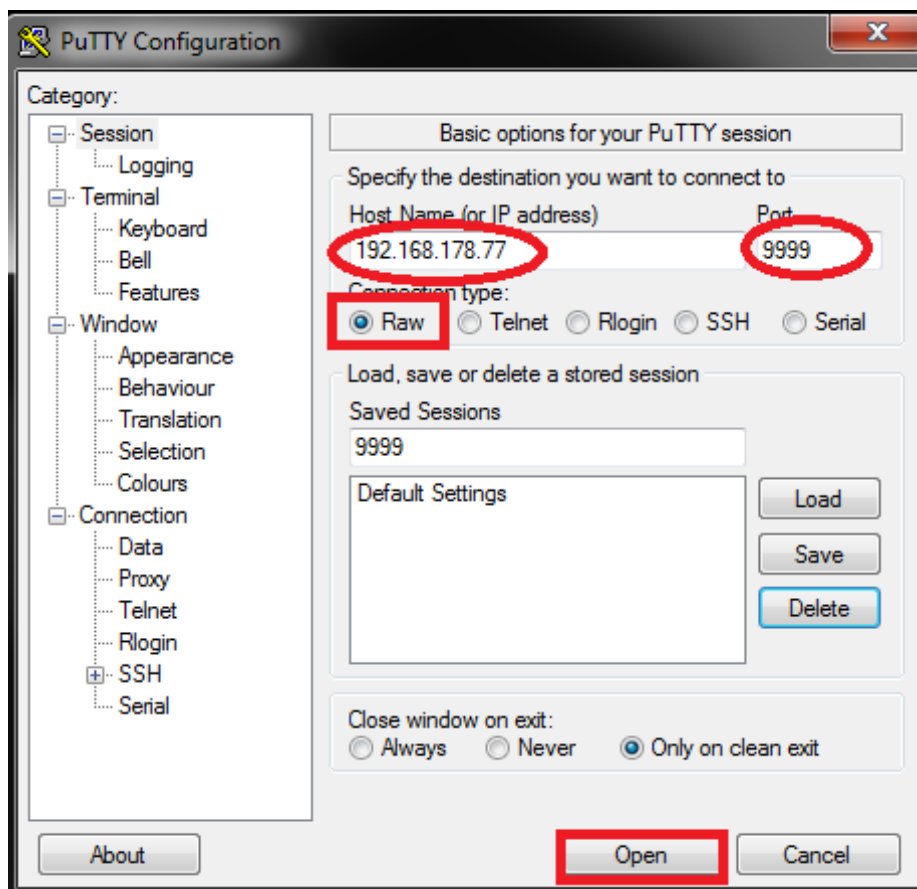 PuTTY Configuration
X
Category:
Session
Logging
Terminal
Keyboard
Bell
Features
Window
Appearance
Behaviour
Translation
Selection
Colours
Connection
Data
Proxy
Telnet
Rlogin
SSH
Serial
Basic options for your PuTTY session
Specify the destination you want to connect to
Host Name (or IP address) Port
192.168.178.77 9999
Connection type:
Raw Telnet Rlogin SSH Serial
Load, save or delete a stored session
Saved Sessions
9999
Default Settings
Load
Save
Delete
Close window on exit:
Always Never Only on clean exit
About Open Cancel